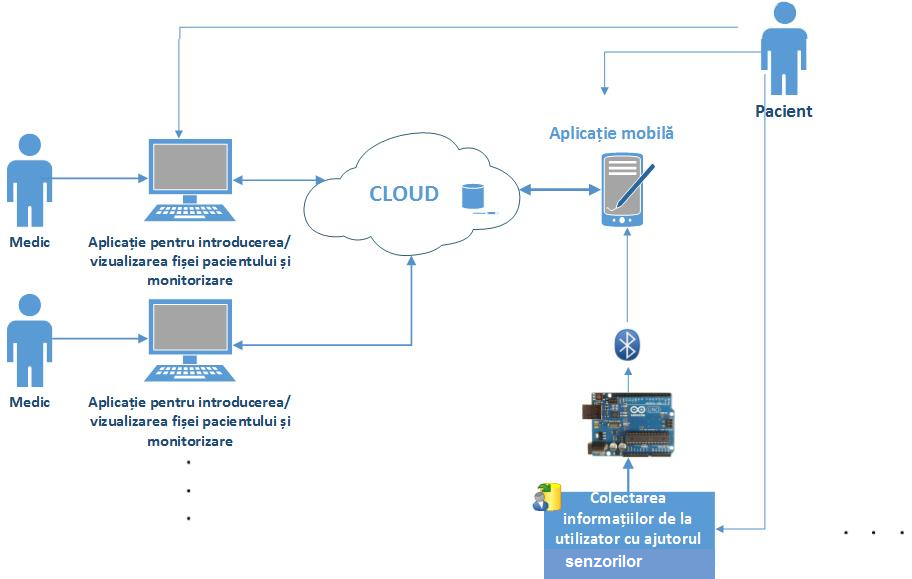 Pacient
Aplicație mobilă
CLOUD
Medic
Aplicație pentru introducerea/
vizualizarea fișei pacientului și
monitorizare
Medic
Aplicație pentru introducerea/
vizualizarea fișei pacientului și
monitorizare
UNO
Colectarea
informațiilor de la
utilizator cu ajutorul
senzorilor